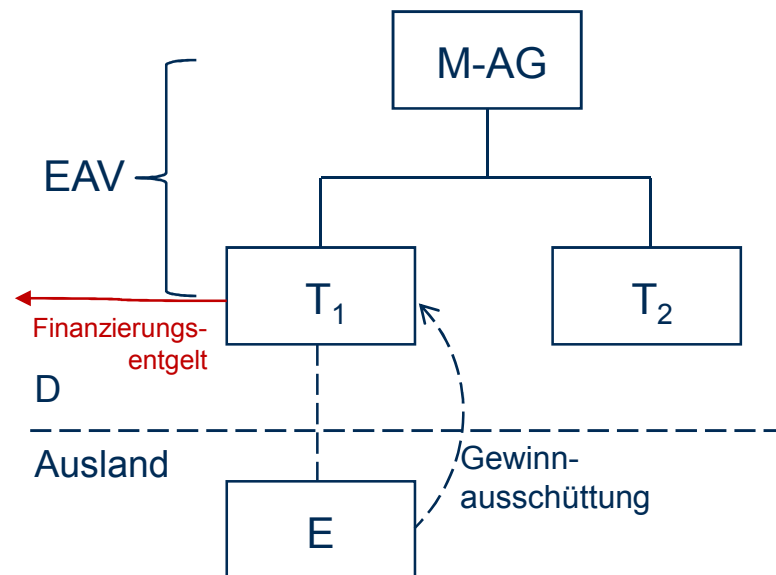 M-AG
EAV
T₁
T₂
Finanzierungs-
entgelt
D
Ausland
Gewinn-
ausschüttung
E